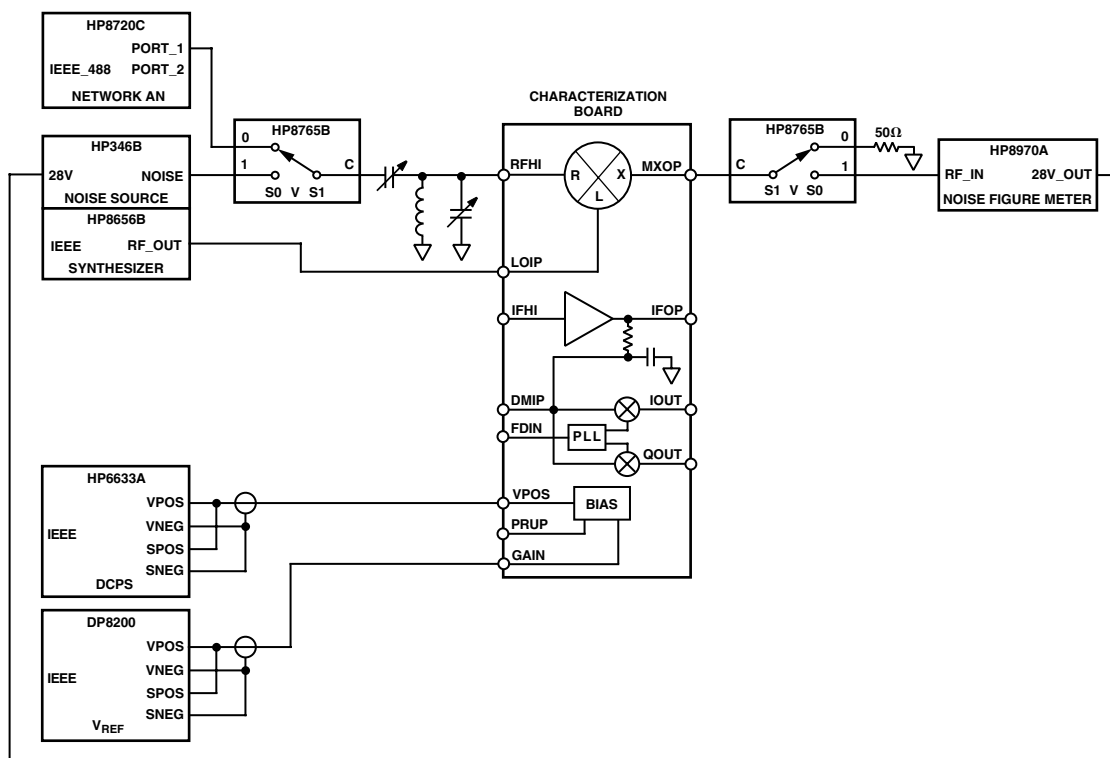 HP8720C
PORT_1
IEEE_488 PORT_2
NETWORK AN
HP346B
28V NOISE
NOISE SOURCE
HP8656B
IEEE RF_OUT
SYNTHESIZER
HP8765B
0
1
C
S0 V S1
CHARACTERIZATION
BOARD
RFHI
R
X
L
MXOP
LOIP
IFHI
IFOP
DMIP
IOUT
FDIN
PLL
QOUT
VPOS
BIAS
PRUP
GAIN
HP8765B
0
C
1
S1 V S0
50Ω
HP8970A
RF_IN 28V_OUT
NOISE FIGURE METER
HP6633A
VPOS
VNEG
IEEE
SPOS
SNEG
DCPS
DP8200
VPOS
VNEG
IEEE
SPOS
SNEG
VREF